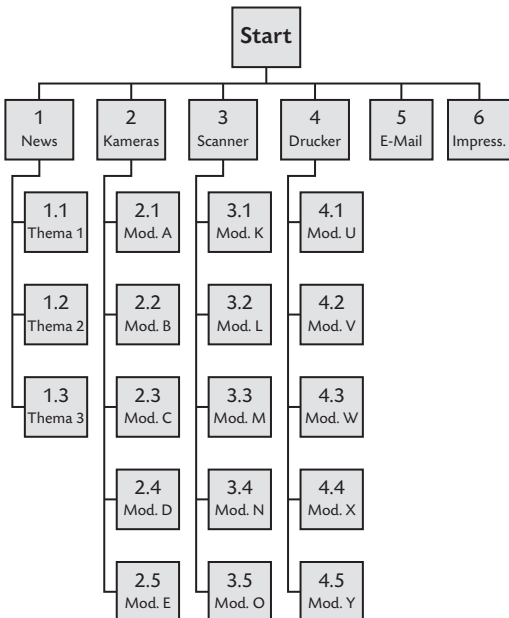 Start
1
News
2
Kameras
3
Scanner
4
Drucker
5
E-Mail
6
Impress.
1.1
Thema 1
1.2
Thema 2
1.3
Thema 3
2.1
Mod. A
2.2
Mod. B
2.3
Mod. C
2.4
Mod. D
2.5
Mod. E
3.1
Mod. K
3.2
Mod. L
3.3
Mod. M
3.4
Mod. N
3.5
Mod. O
4.1
Mod. U
4.2
Mod. V
4.3
Mod. W
4.4
Mod. X
4.5
Mod. Y